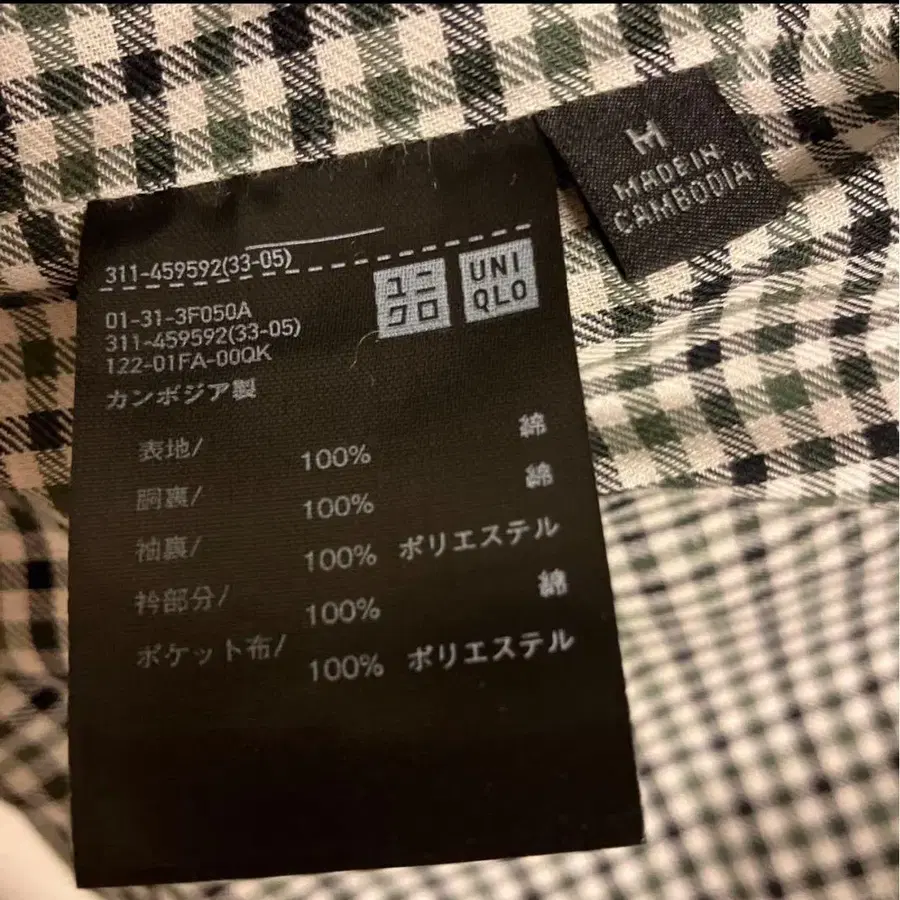 M
MADE IN
CAMBODIA
311-459592(33-05)
ユニ
クロ
UNI
QLO
01-31-3F050A
311-459592(33-05)
122-01FA-00QK
カンボジア製
表地/
100% 綿
胴裏/
100% 綿
袖裏/
100% ポリエステル
衿部分/
100% 綿
ポケット布/
100% ポリエステル